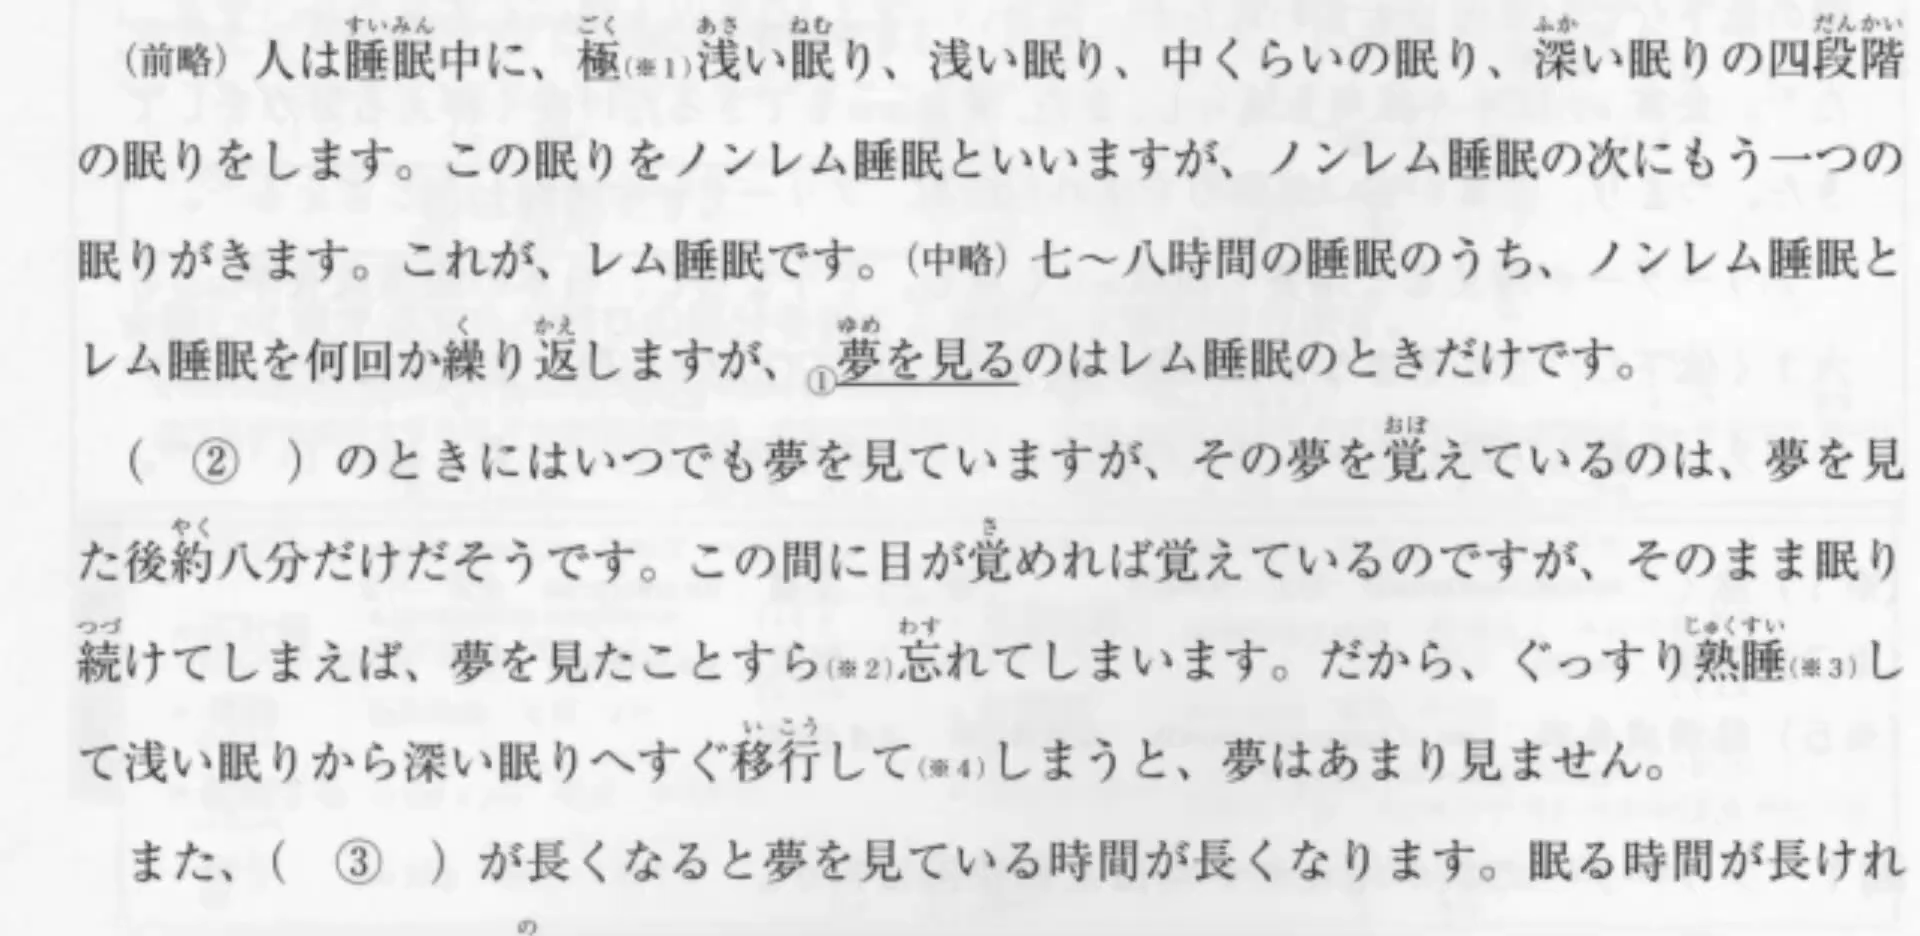 （前略）人は睡眠中に、極(※1)浅い眠り、浅い眠り、中くらいの眠り、深い眠りの四段階
の眠りをします。この眠りをノンレム睡眠といいますが、ノンレム睡眠の次にもう一つの
眠りがきます。これが、レム睡眠です。（中略）七～八時間の睡眠のうち、ノンレム睡眠と
レム睡眠を何回か繰り返しますが、①夢を見るのはレム睡眠のときだけです。
（　②　）のときにはいつでも夢を見ていますが、その夢を覚えているのは、夢を見
た後約八分だけだそうです。この間に目が覚めれば覚えているのですが、そのまま眠り
続けてしまえば、夢を見たことすら(※2)忘れてしまいます。だから、ぐっすり熟睡(※3)し
て浅い眠りから深い眠りへすぐ移行して(※4)しまうと、夢はあまり見ません。
また、（　③　）が長くなると夢を見ている時間が長くなります。眠る時間が長けれ